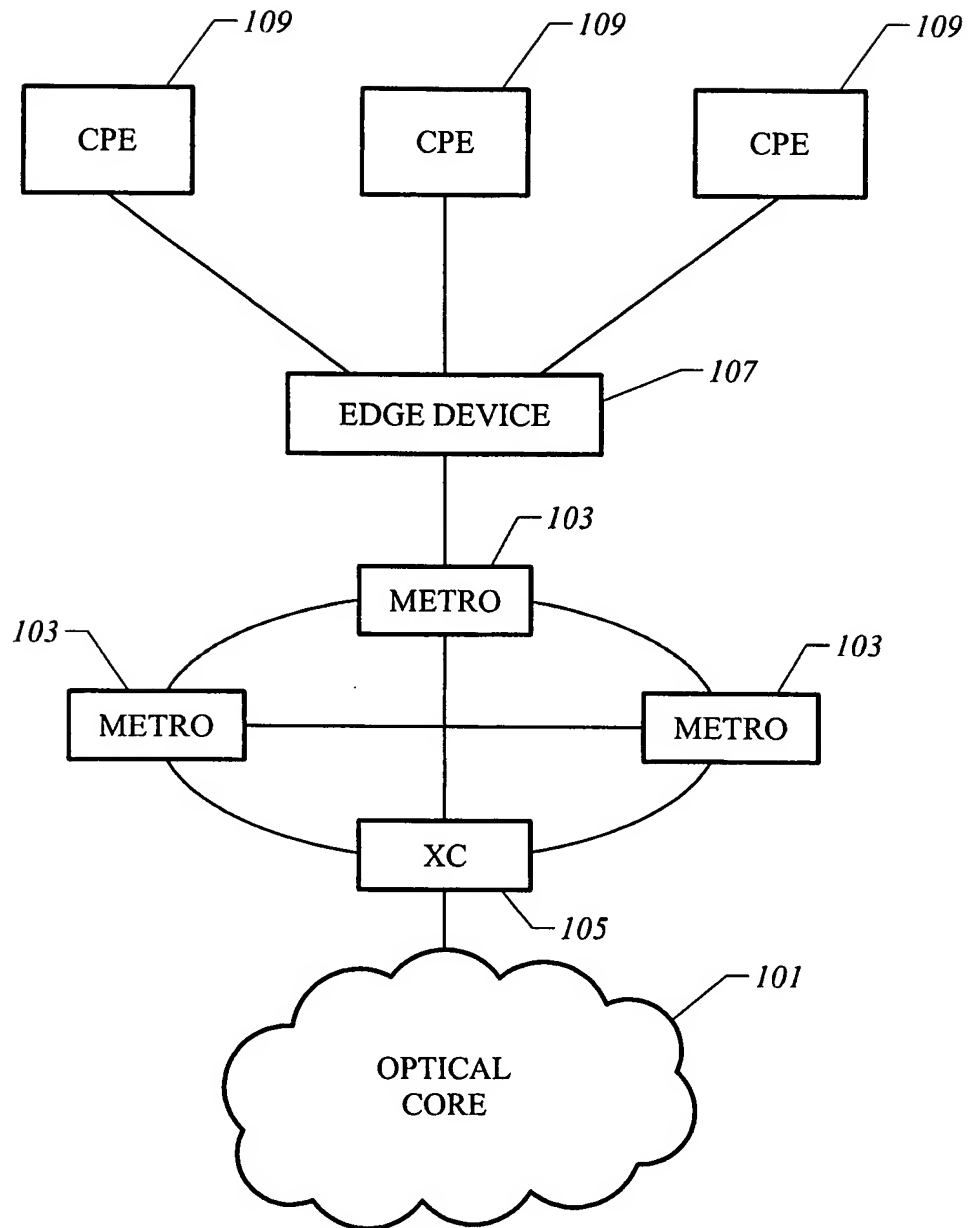 109
109
109
CPE
CPE
CPE
107
EDGE DEVICE
103
METRO
103
103
METRO
METRO
XC
105
101
OPTICAL
CORE